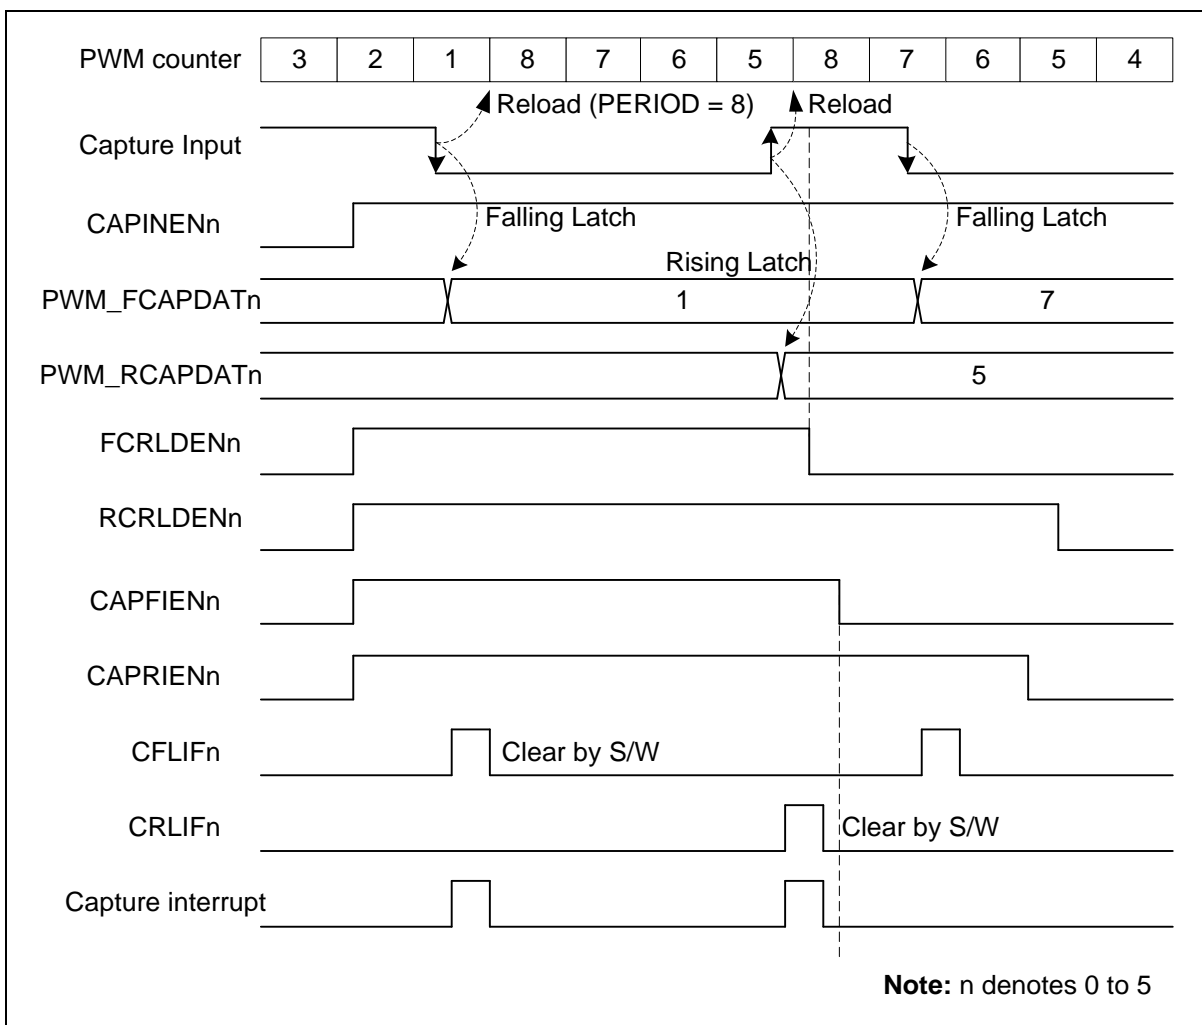 PWM counter 3 2 1 8 7 6 5 8 7 6 5 4
Reload (PERIOD = 8) Reload
Capture Input
CAPINENn Falling Latch Falling Latch
Rising Latch
PWM_FCAPDATn 1 7
PWM_RCAPDATn 5
FCRLDENn
RCRLDENn
CAPFIENn
CAPRIENn
CFLIFn Clear by S/W
CRLIFn Clear by S/W
Capture interrupt
Note: n denotes 0 to 5